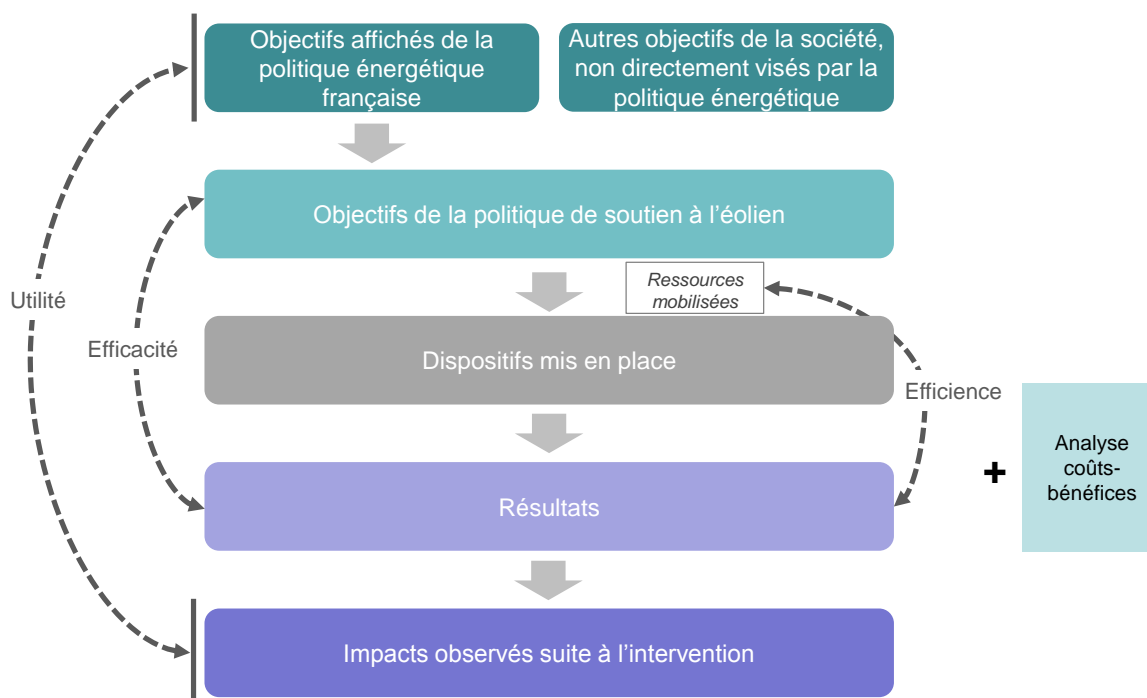 Objectifs affichés de la
politique énergétique
française
Autres objectifs de la société,
non directement visés par la
politique énergétique
Objectifs de la politique de soutien à l’éolien
Ressources
mobilisées
Utilité
Efficacité
Dispositifs mis en place
Efficience
+
Analyse
coûts-
bénéfices
Résultats
Impacts observés suite à l’intervention